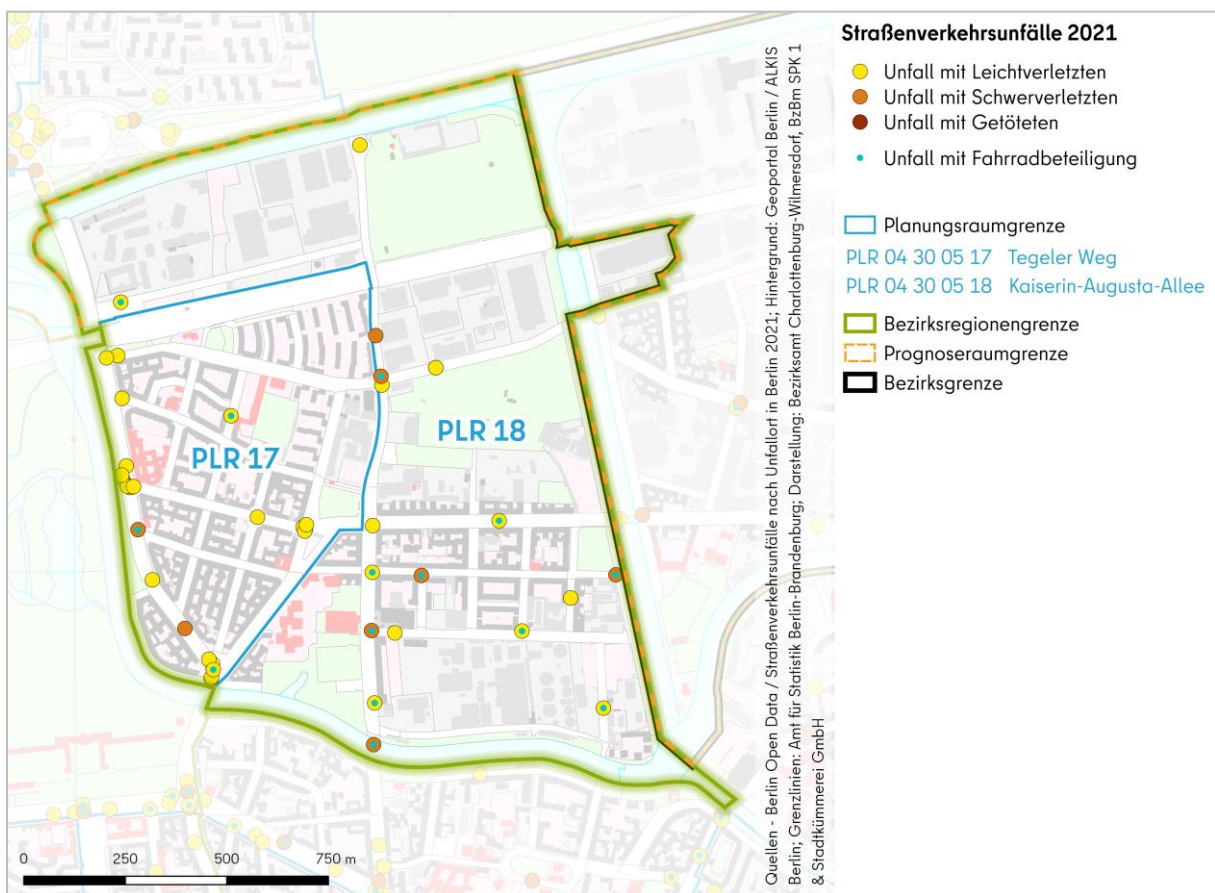 Straßenverkehrsunfälle 2021
Unfall mit Leichtverletzten
Unfall mit Schwerverletzten
Unfall mit Getöteten
Unfall mit Fahrradbeteiligung
Planungsraumgrenze
PLR 04 30 05 17 Tegeler Weg
PLR 04 30 05 18 Kaiserin-Augusta-Allee
Bezirksregionengrenze
Prognoseraumgrenze
Bezirksgrenze
PLR 17
PLR 18
Quellen - Berlin Open Data / Straßenverkehrsunfälle nach Unfallort in Berlin 2021; Hintergrund: Geoportal Berlin / ALKIS
Berlin; Grenzlinien: Amt für Statistik Berlin-Brandenburg; Darstellung: Bezirksamt Charlottenburg-Wilmersdorf, BzBm SPK 1
& Stadtkümmerei GmbH
0 250 500 750 m